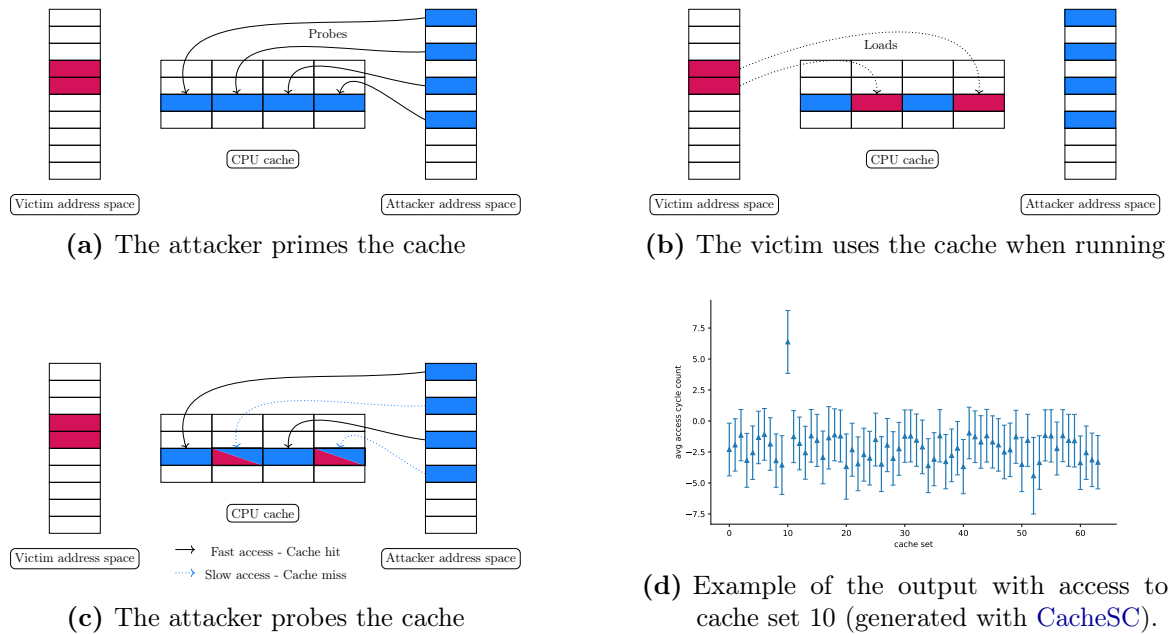 Probes
CPU cache
Victim address space
Attacker address space
(a) The attacker primes the cache
Loads
CPU cache
Victim address space
Attacker address space
(b) The victim uses the cache when running
CPU cache
Victim address space
Attacker address space
Fast access - Cache hit
Slow access - Cache miss
(c) The attacker probes the cache
avg access cycle count
7.5
5.0
2.5
0.0
−2.5
−5.0
−7.5
0 10 20 30 40 50 60
cache set
(d) Example of the output with access to
cache set 10 (generated with CacheSC).